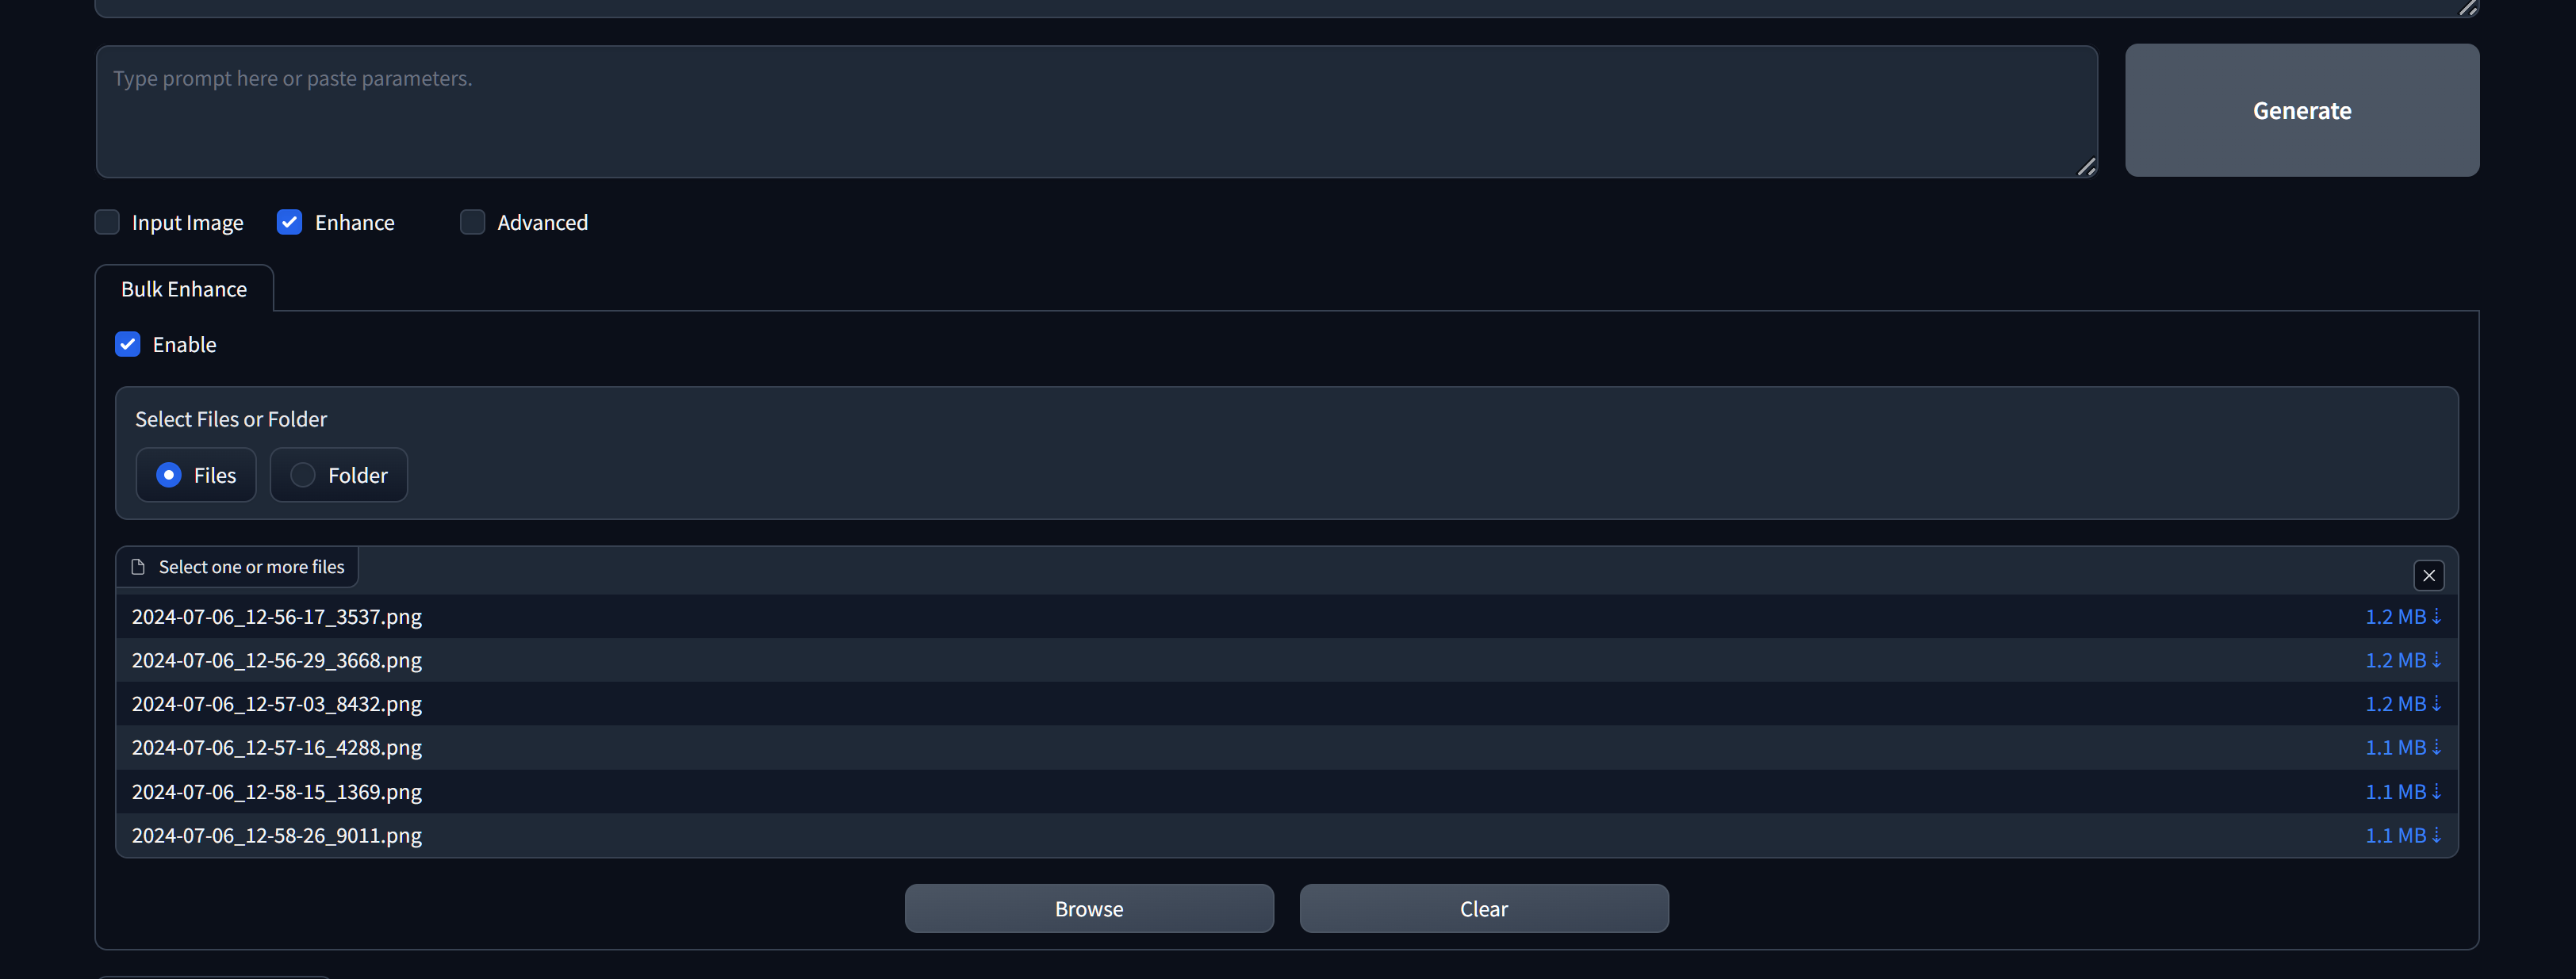 Type prompt here or paste parameters.
Generate
Input Image Enhance Advanced
Bulk Enhance
Enable
Select Files or Folder
Files Folder
Select one or more files
2024-07-06_12-56-17_3537.png 1.2 MB⇣
2024-07-06_12-56-29_3668.png 1.2 MB⇣
2024-07-06_12-57-03_8432.png 1.2 MB⇣
2024-07-06_12-57-16_4288.png 1.1 MB⇣
2024-07-06_12-58-15_1369.png 1.1 MB⇣
2024-07-06_12-58-26_9011.png 1.1 MB⇣
Browse Clear